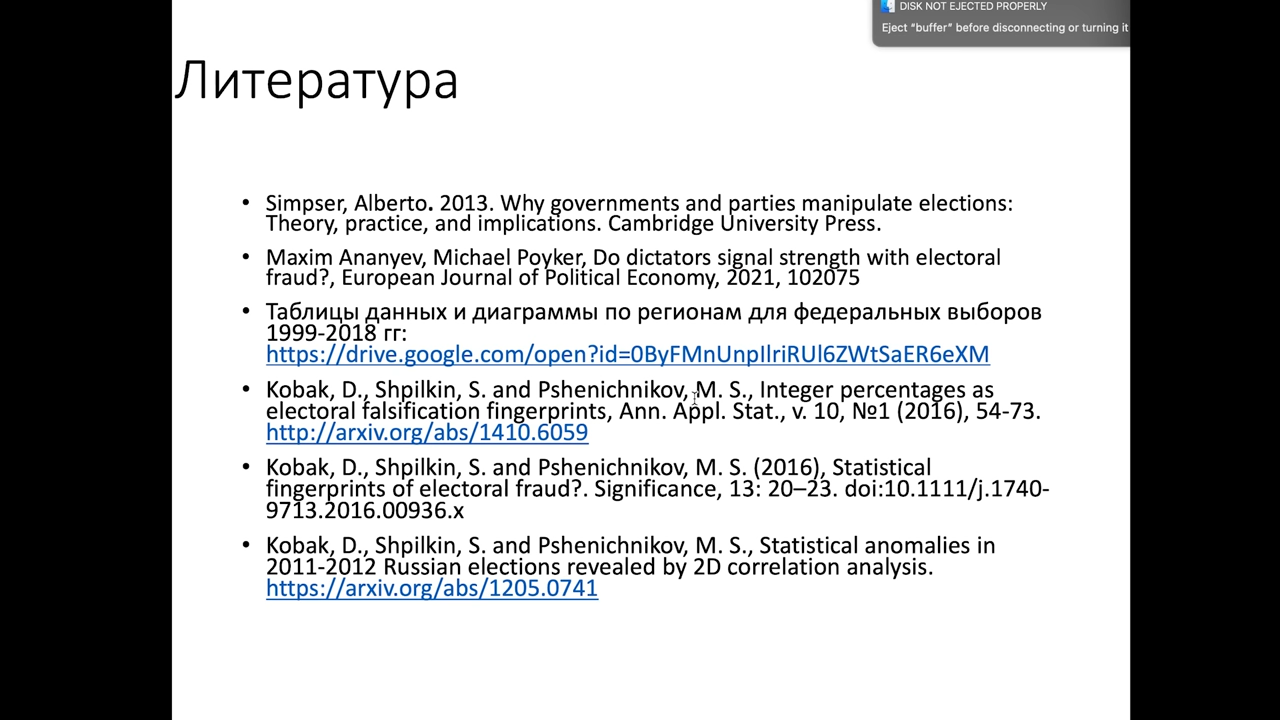 DISK NOT EJECTED PROPERLY
Eject "buffer" before disconnecting or turning it
Литература
• Simpser, Alberto. 2013. Why governments and parties manipulate elections:
Theory, practice, and implications. Cambridge University Press.
• Maxim Ananyev, Michael Poyker, Do dictators signal strength with electoral
fraud?, European Journal of Political Economy, 2021, 102075
• Таблицы данных и диаграммы по регионам для федеральных выборов
1999-2018 гг:
https://drive.google.com/open?id=0ByFMnUnpIlriRUl6ZWtSaER6eXM
• Kobak, D., Shpilkin, S. and Pshenichnikov, M. S., Integer percentages as
electoral falsification fingerprints, Ann. Appl. Stat., v. 10, №1 (2016), 54-73.
http://arxiv.org/abs/1410.6059
• Kobak, D., Shpilkin, S. and Pshenichnikov, M. S. (2016), Statistical
fingerprints of electoral fraud?. Significance, 13: 20–23. doi:10.1111/j.1740-
9713.2016.00936.x
• Kobak, D., Shpilkin, S. and Pshenichnikov, M. S., Statistical anomalies in
2011-2012 Russian elections revealed by 2D correlation analysis.
https://arxiv.org/abs/1205.0741